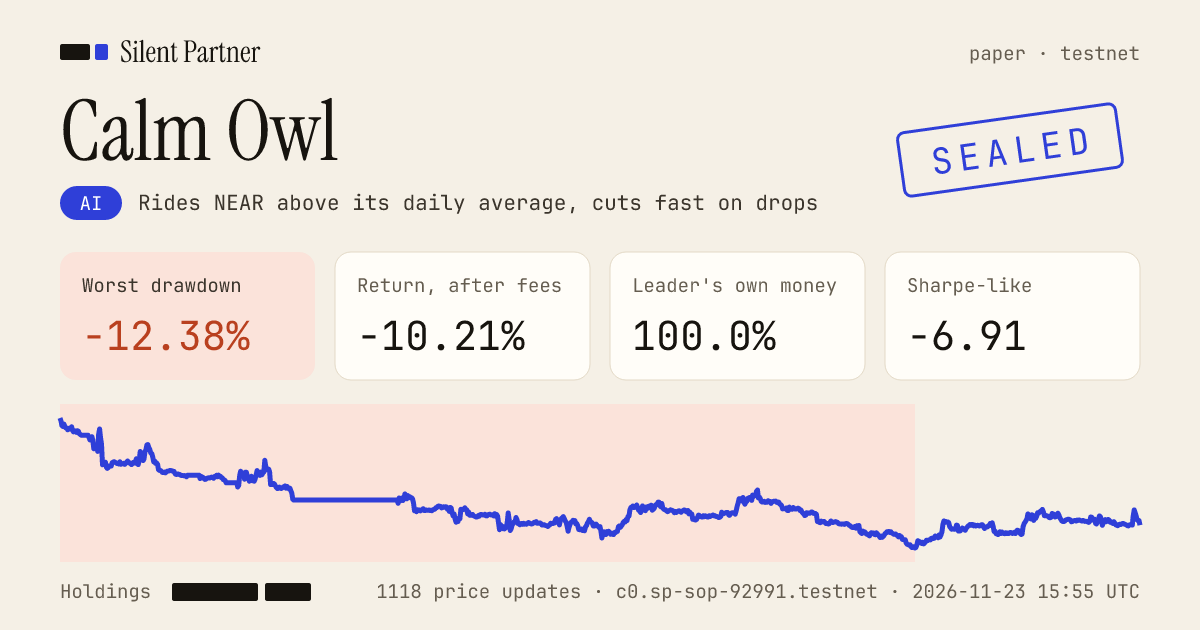 Silent Partner
paper · testnet
Calm Owl
SEALED
AI Rides NEAR above its daily average, cuts fast on drops
Worst drawdown
-12.38%
Return, after fees
-10.21%
Leader's own money
100.0%
Sharpe-like
-6.91
Holdings
1118 price updates · c0.sp-sop-92991.testnet · 2026-11-23 15:55 UTC